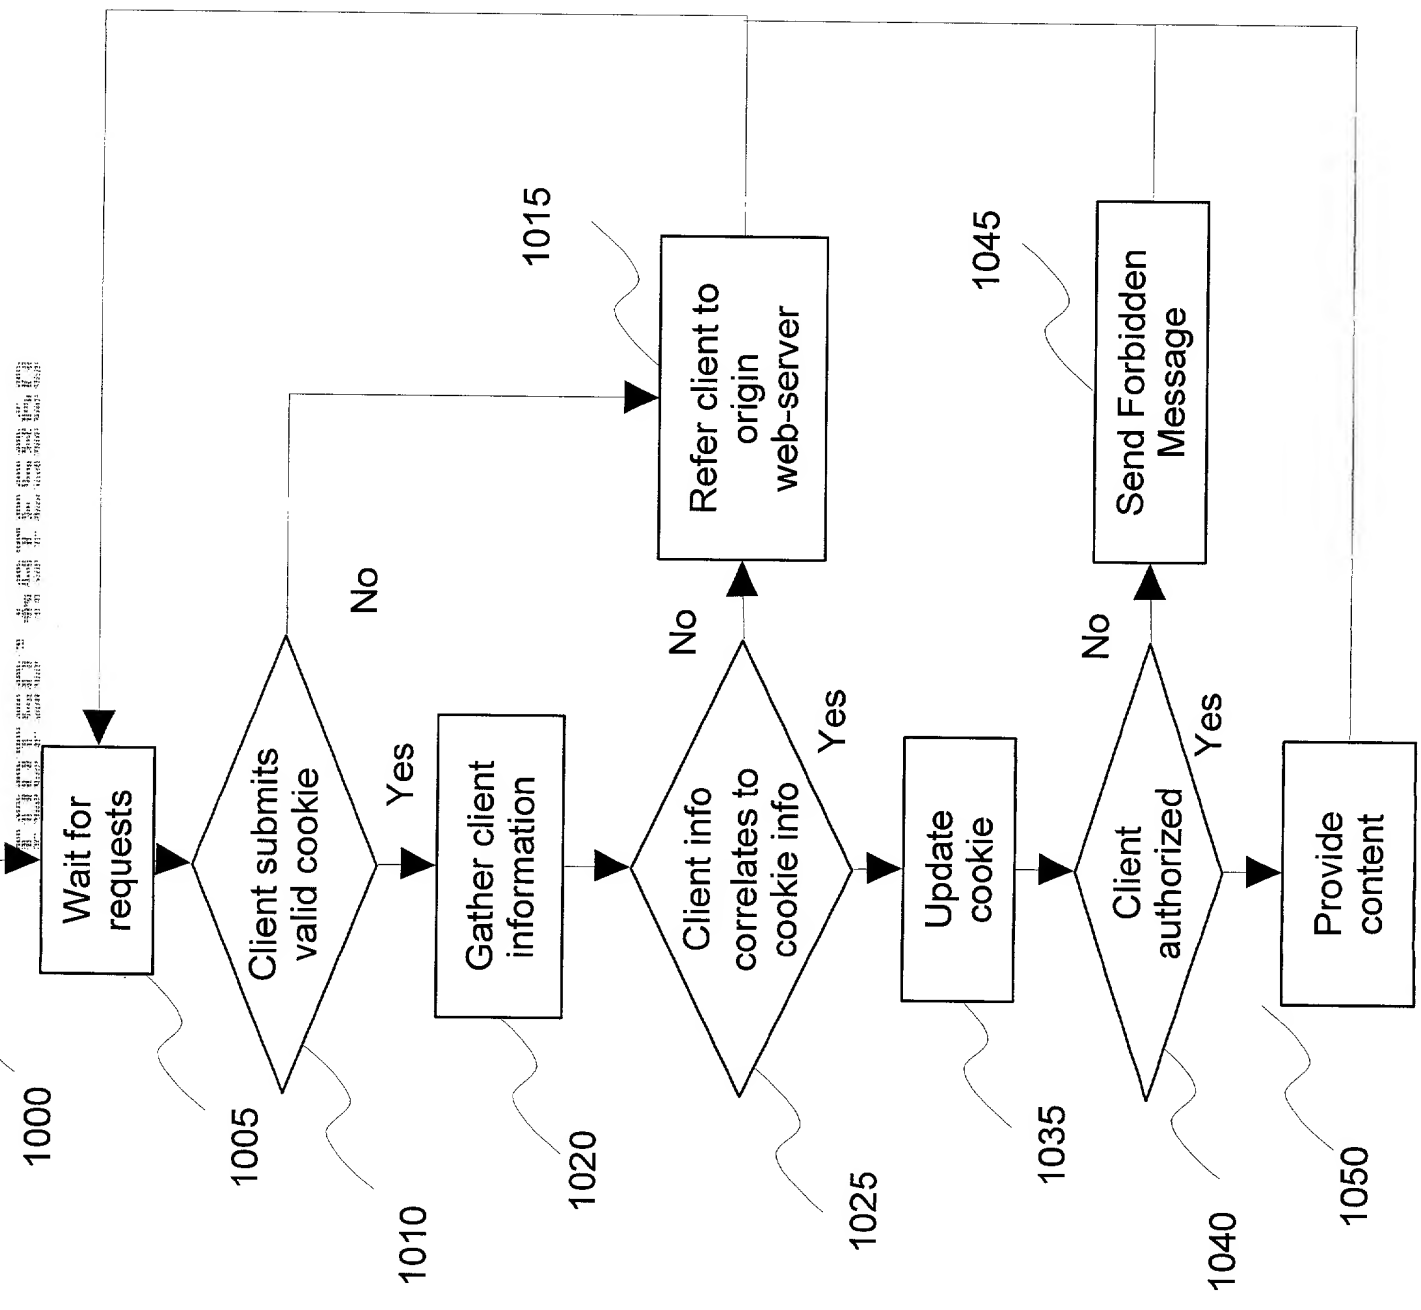 1000
Wait for
requests
1005
Client submits
valid cookie
1010
No
Yes
Gather client
information
1020
Client info
correlates to
cookie info
1025
No
Yes
Refer client to
origin
web-server
1015
Update
cookie
1035
Client
authorized
1040
No
Yes
Send Forbidden
Message
1045
Provide
content
1050